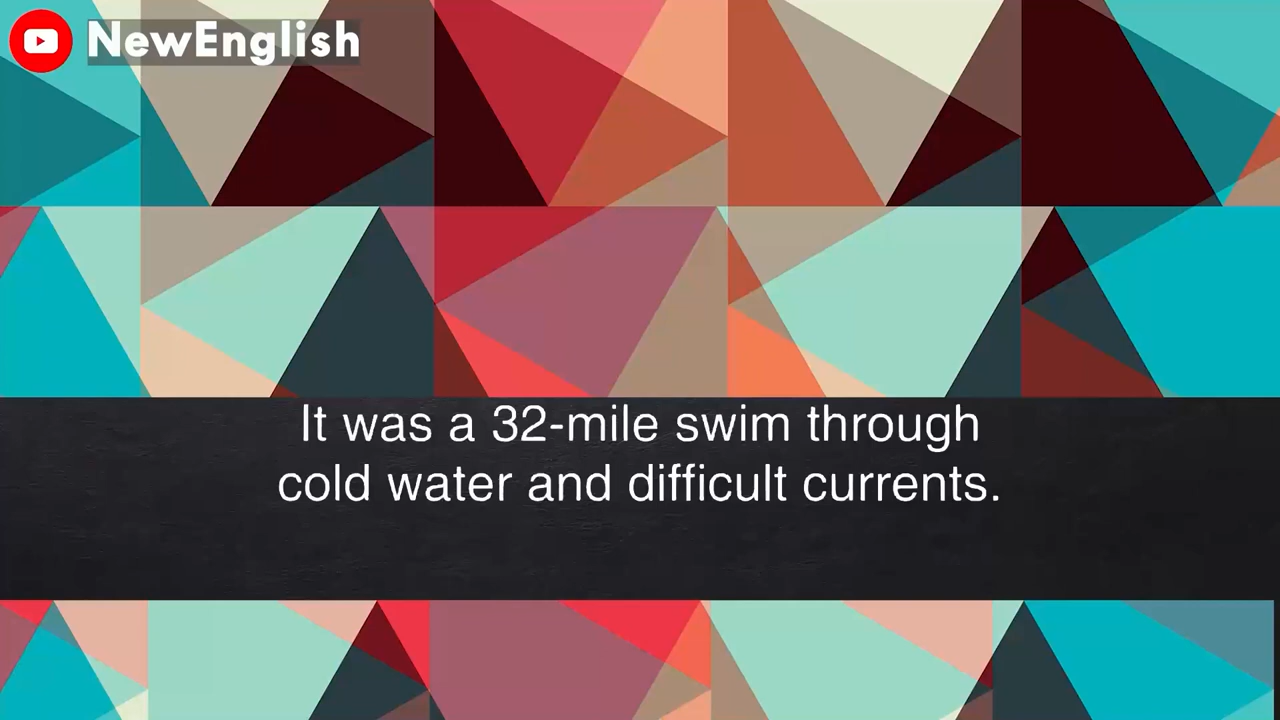 NewEnglish
It was a 32-mile swim through
cold water and difficult currents.